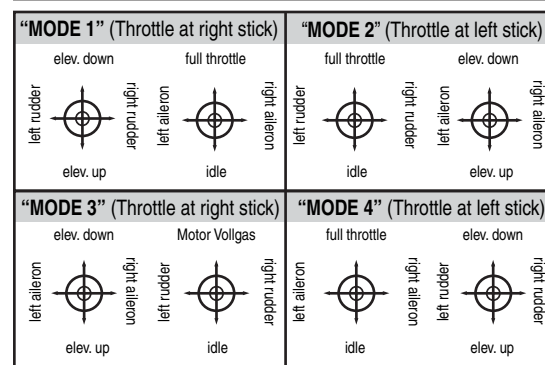 “MODE 1” (Throttle at right stick)
elev. down
full throttle
left rudder
right rudder
left aileron
right aileron
elev. up
idle
“MODE 2” (Throttle at left stick)
full throttle
elev. down
left rudder
right rudder
left aileron
right aileron
idle
elev. up
“MODE 3” (Throttle at right stick)
elev. down
Motor Vollgas
left aileron
right aileron
left rudder
right rudder
elev. up
idle
“MODE 4” (Throttle at left stick)
full throttle
elev. down
left aileron
right aileron
left rudder
right rudder
idle
elev. up